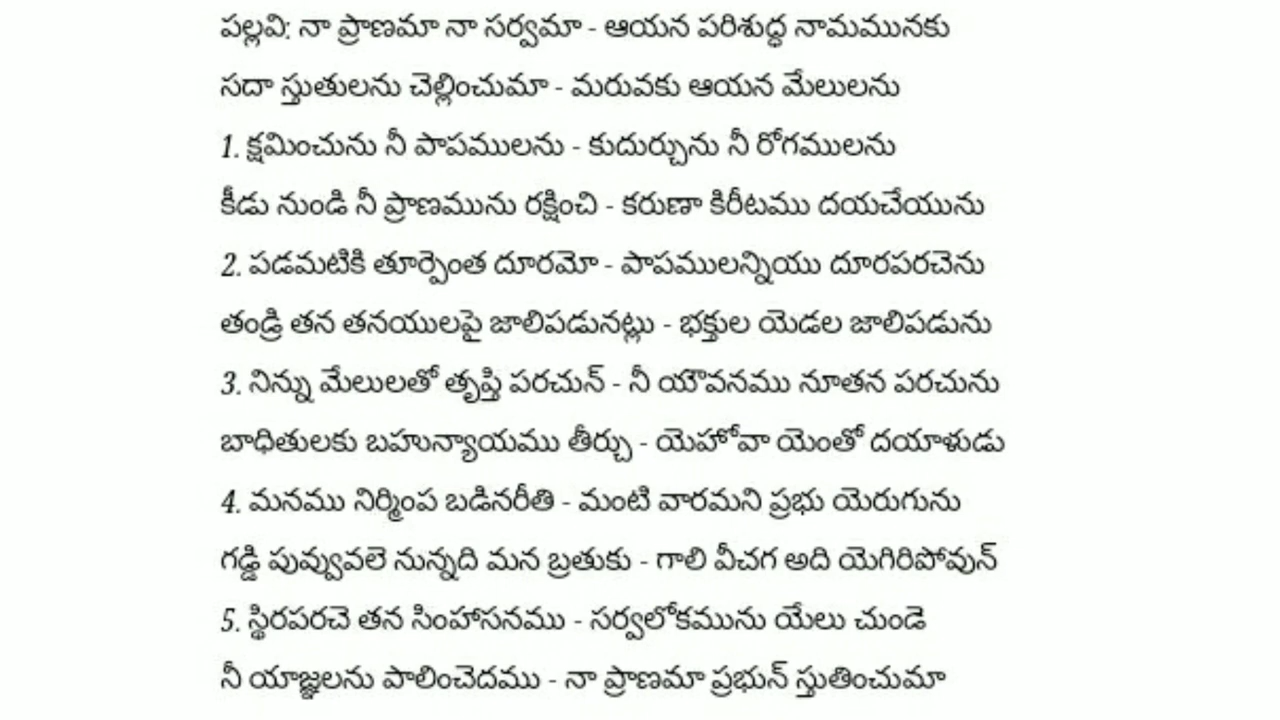 పల్లవి: నా ప్రాణమా నా సర్వమా - ఆయన పరిశుద్ధ నామమునకు
సదా స్తుతులను చెల్లించుమా - మరువకు ఆయన మేలులను
1. క్షమించును నీ పాపములను - కుదుర్చును నీ రోగములను
కీడు నుండి నీ ప్రాణమును రక్షించి - కరుణా కిరీటము దయచేయును
2. పడమటికి తూర్పెంత దూరమో - పాపములన్నియు దూరపరచెను
తండ్రి తన తనయులపై జాలిపడునట్లు - భక్తుల యెడల జాలిపడును
3. నిన్ను మేలులతో తృప్తి పరచున్ - నీ యౌవనము నూతన పరచును
బాధితులకు బహున్యాయము తీర్చు - యెహోవా యెంతో దయాళుడు
4. మనము నిర్మింప బడినరీతి - మంటి వారమని ప్రభు యెరుగును
గడ్డి పువ్వువలె నున్నది మన బ్రతుకు - గాలి వీచగ అది యెగిరిపోవున్
5. స్థిరపరచె తన సింహాసనము - సర్వలోకమును యేలు చుండె
నీ యాజ్ఞలను పాలించెదము - నా ప్రాణమా ప్రభున్ స్తుతించుమా